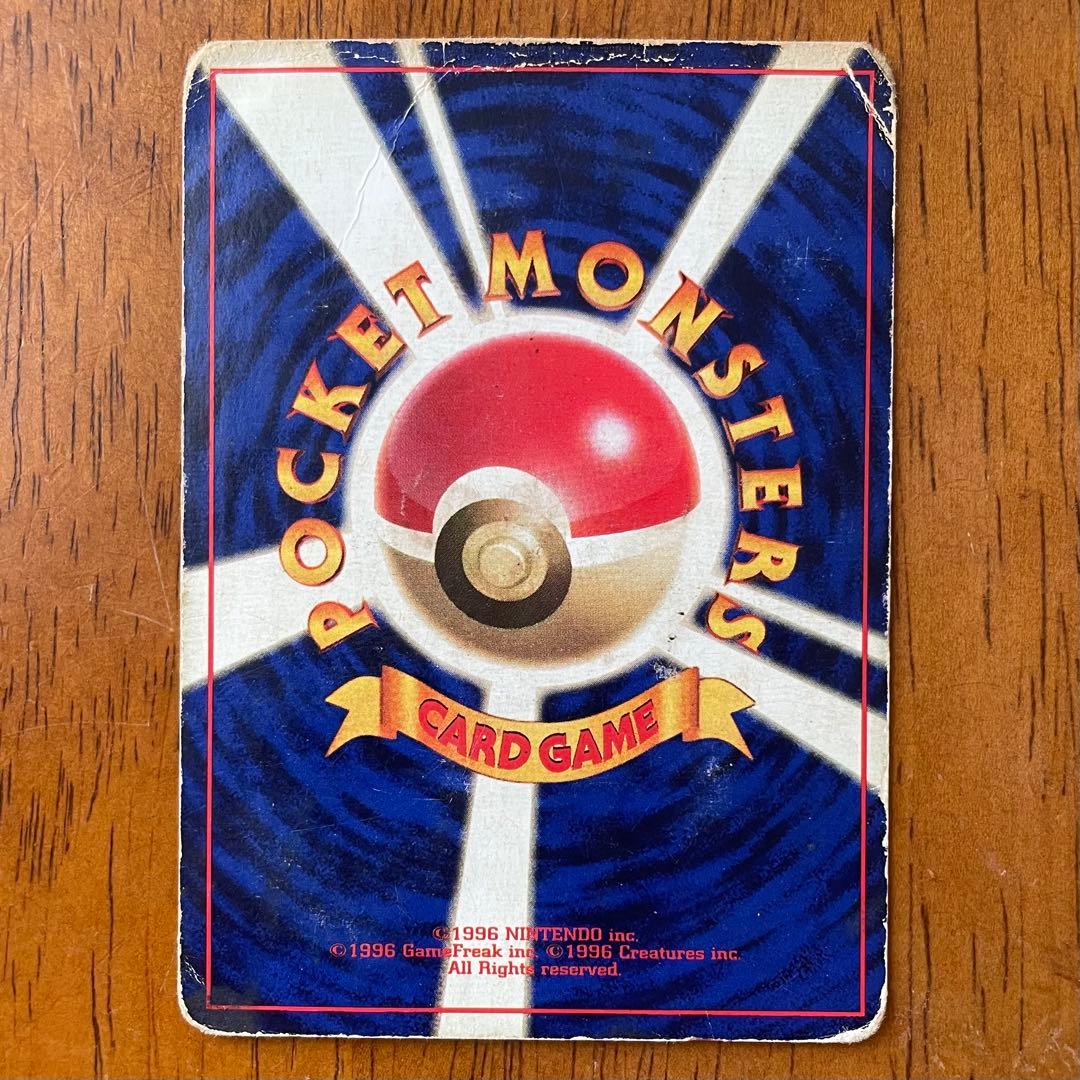 POCKET MONSTERS
CARD GAME
©1996 NINTENDO inc.
©1996 GameFreak inc. ©1996 Creatures inc.
All Rights reserved.